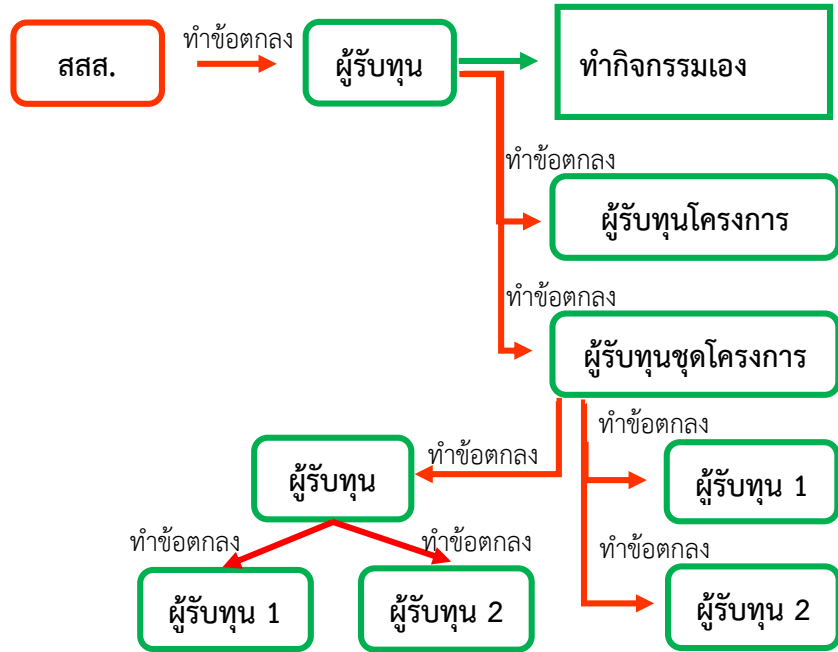 ทำข้อตกลง
สสส.
ผู้รับทุน
ทำกิจกรรมเอง
ทำข้อตกลง
ผู้รับทุนโครงการ
ทำข้อตกลง
ผู้รับทุนชุดโครงการ
ทำข้อตกลง
ทำข้อตกลง
ผู้รับทุน
ผู้รับทุน 1
ทำข้อตกลง
ทำข้อตกลง
ทำข้อตกลง
ผู้รับทุน 1
ผู้รับทุน 2
ผู้รับทุน 2